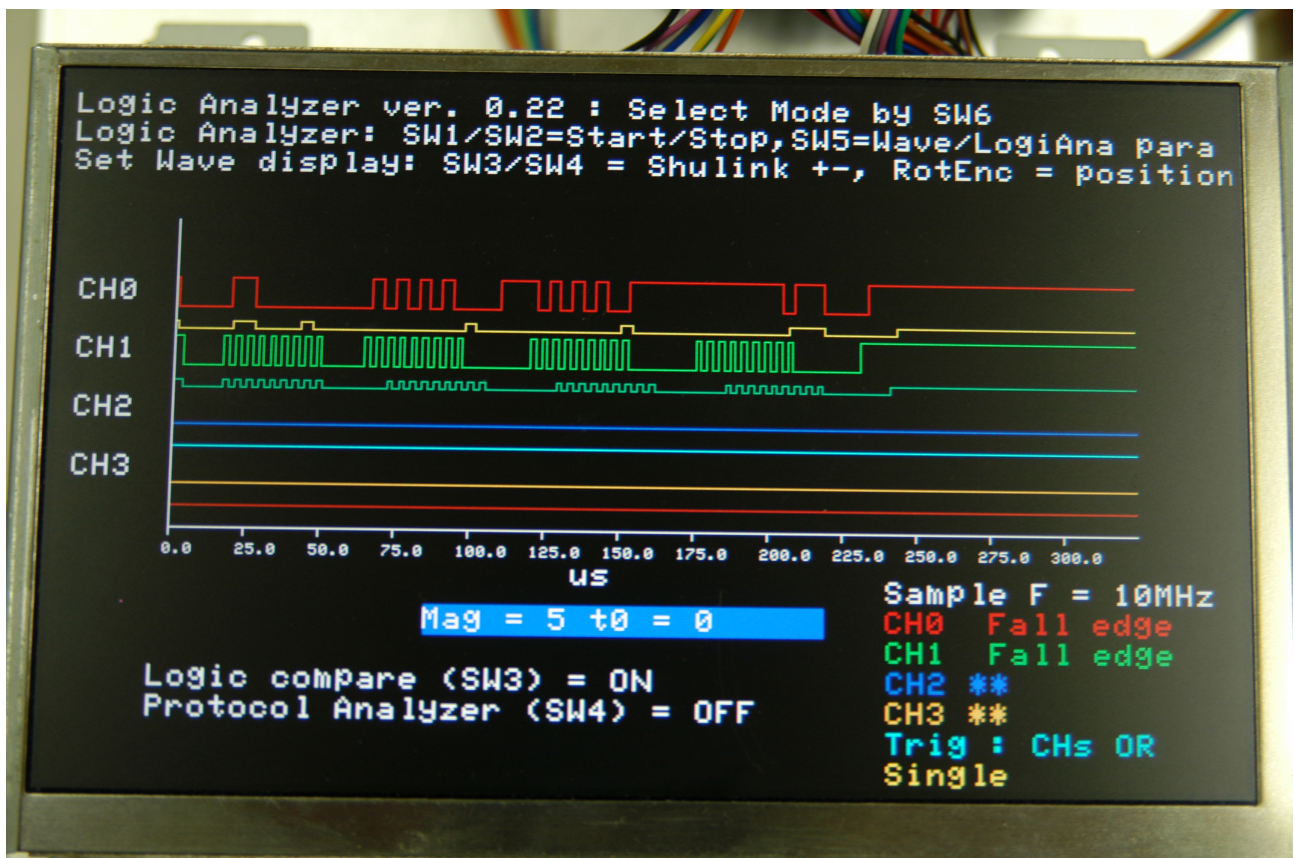 Logic Analyzer ver. 0.22 : Select Mode by SW6
Logic Analyzer: SW1/SW2=Start/Stop,SW5=Wave/LogiAna para
Set Wave display: SW3/SW4 = Shulink +-, RotEnc = position
CH0
CH1
CH2
CH3
0.0 25.0 50.0 75.0 100.0 125.0 150.0 175.0 200.0 225.0 250.0 275.0 300.0
us
Mag = 5 t0 = 0
Logic compare (SW3) = ON
Protocol Analyzer (SW4) = OFF
Sample F = 10MHz
CH0 Fall edge
CH1 Fall edge
CH2 **
CH3 **
Trig : CHs OR
Single